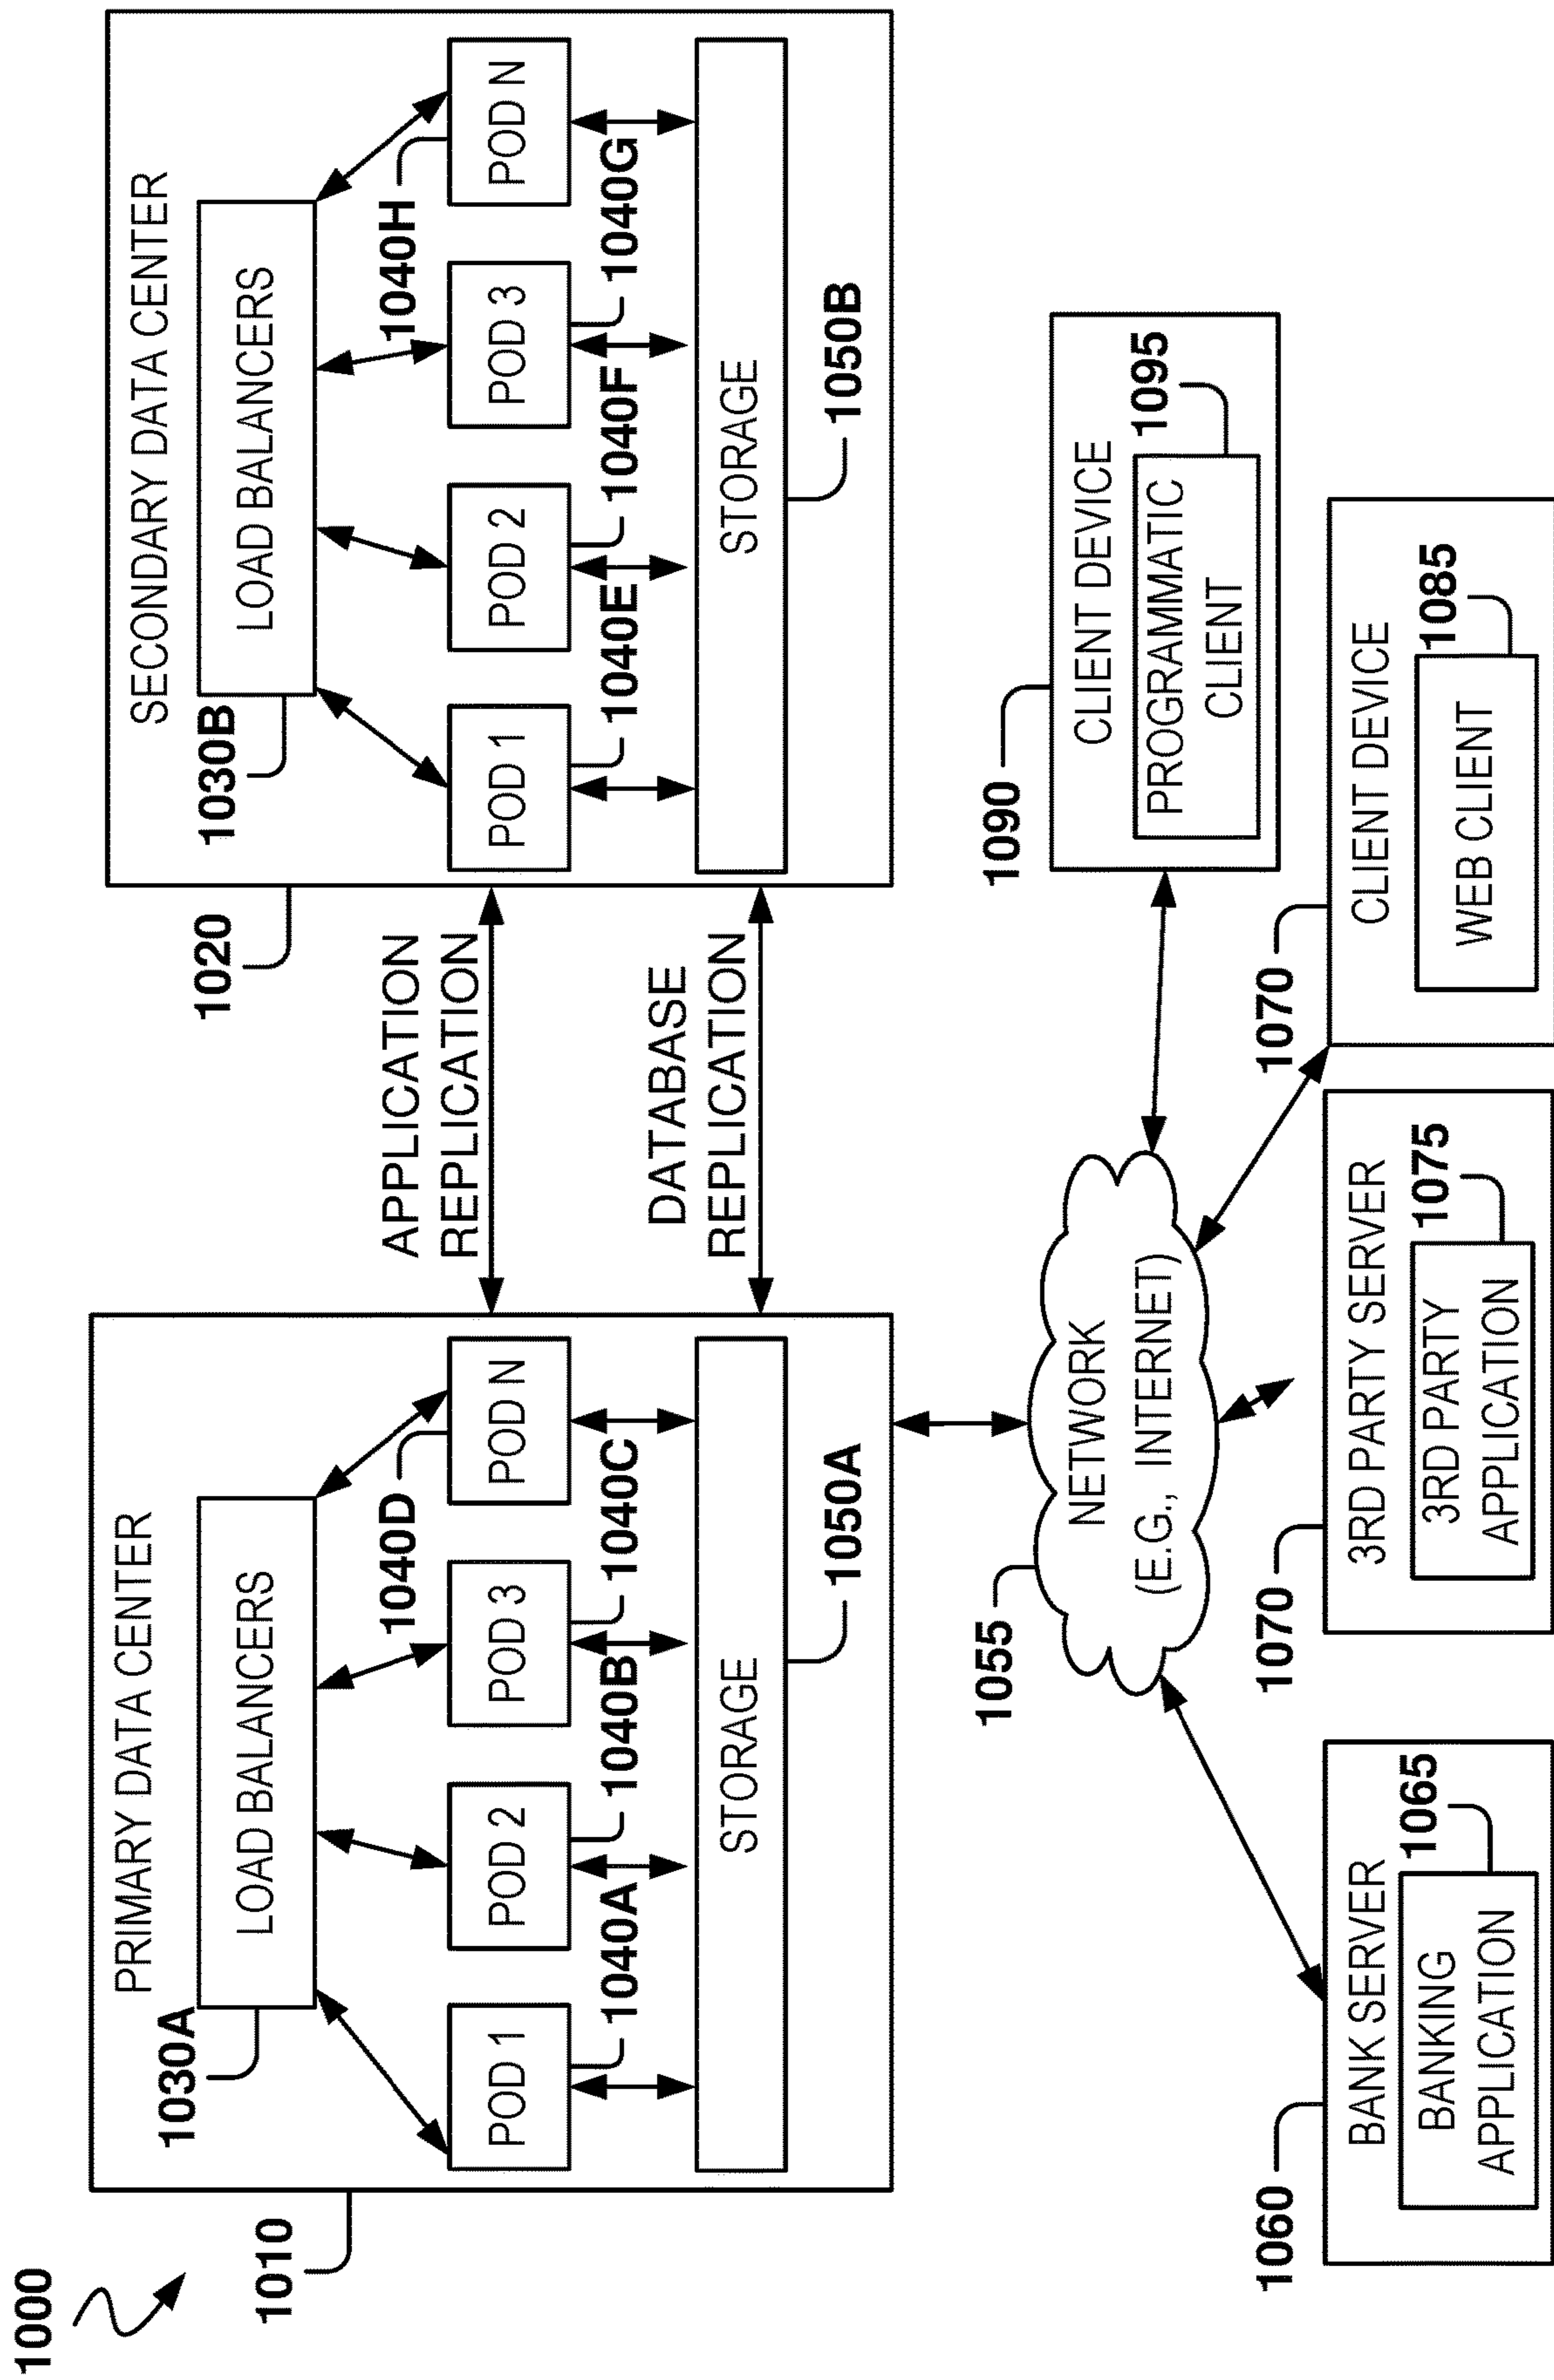 1000
1010
PRIMARY DATA CENTER
1030A
LOAD BALANCERS
1040D
POD 1
POD 2
POD 3
POD N
1040A
1040B
1040C
STORAGE
1050A
APPLICATION
REPLICATION
DATABASE
REPLICATION
1020
SECONDARY DATA CENTER
1030B
LOAD BALANCERS
1040H
POD 1
POD 2
POD 3
POD N
1040E
1040F
1040G
STORAGE
1050B
1055
NETWORK
(E.G., INTERNET)
1060
BANK SERVER
1065
BANKING
APPLICATION
1070
3RD PARTY SERVER
1075
3RD PARTY
APPLICATION
1070
CLIENT DEVICE
1085
WEB CLIENT
1090
CLIENT DEVICE
1095
PROGRAMMATIC
CLIENT